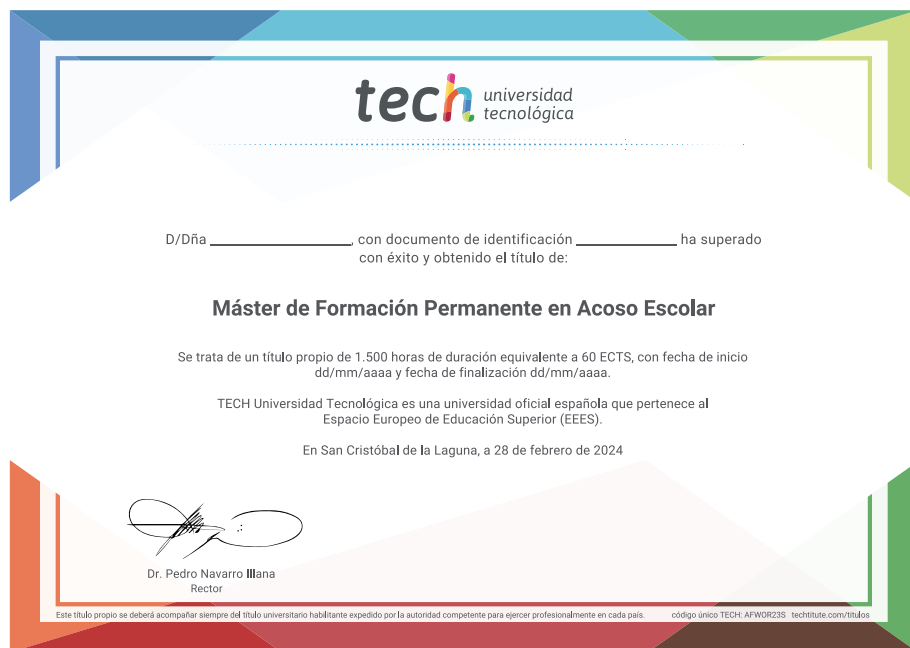 tech universidad
tecnológica
D/Dña ______________, con documento de identificación ___________ ha superado
con éxito y obtenido el título de:
Máster de Formación Permanente en Acoso Escolar
Se trata de un título propio de 1.500 horas de duración equivalente a 60 ECTS, con fecha de inicio
dd/mm/aaaa y fecha de finalización dd/mm/aaaa.
TECH Universidad Tecnológica es una universidad oficial española que pertenece al
Espacio Europeo de Educación Superior (EEES).
En San Cristóbal de la Laguna, a 28 de febrero de 2024
Dr. Pedro Navarro Illana
Rector
Este título propio se deberá acompañar siempre del título universitario habilitante expedido por la autoridad competente para ejercer profesionalmente en cada país. código único TECH: AFWOR23S techtitute.com/titulos